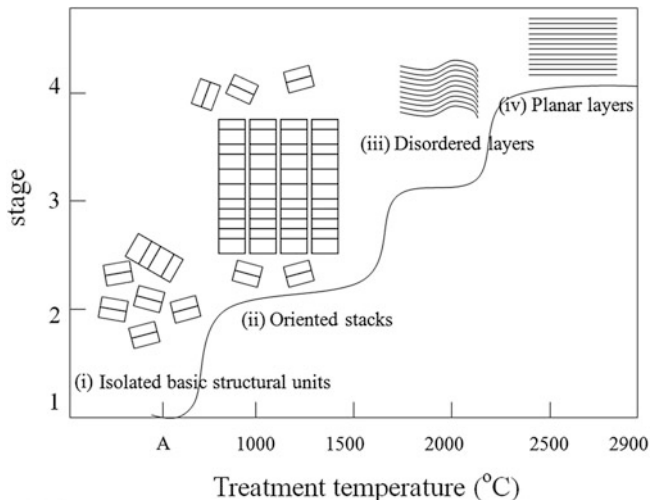 4
3
2
1
stage
(i) Isolated basic structural units
(ii) Oriented stacks
(iii) Disordered layers
(iv) Planar layers
A 1000 1500 2000 2500 2900
Treatment temperature (°C)